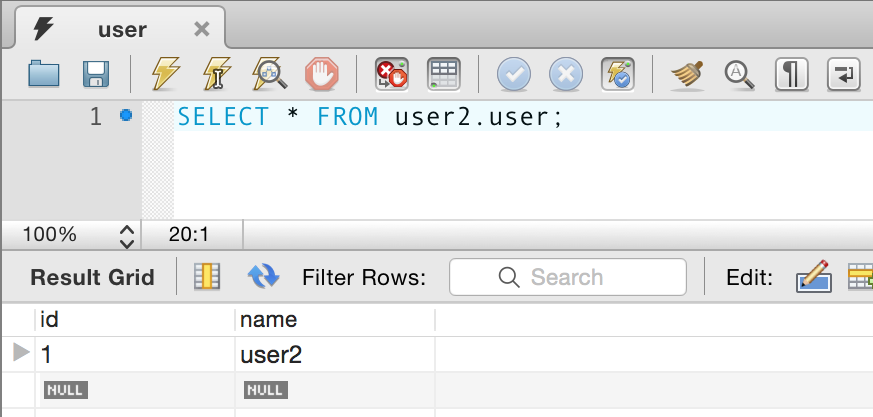 user
1 SELECT * FROM user2.user;
100% 20:1
Result Grid Filter Rows: Search Edit:
id name
1 user2
NULL NULL